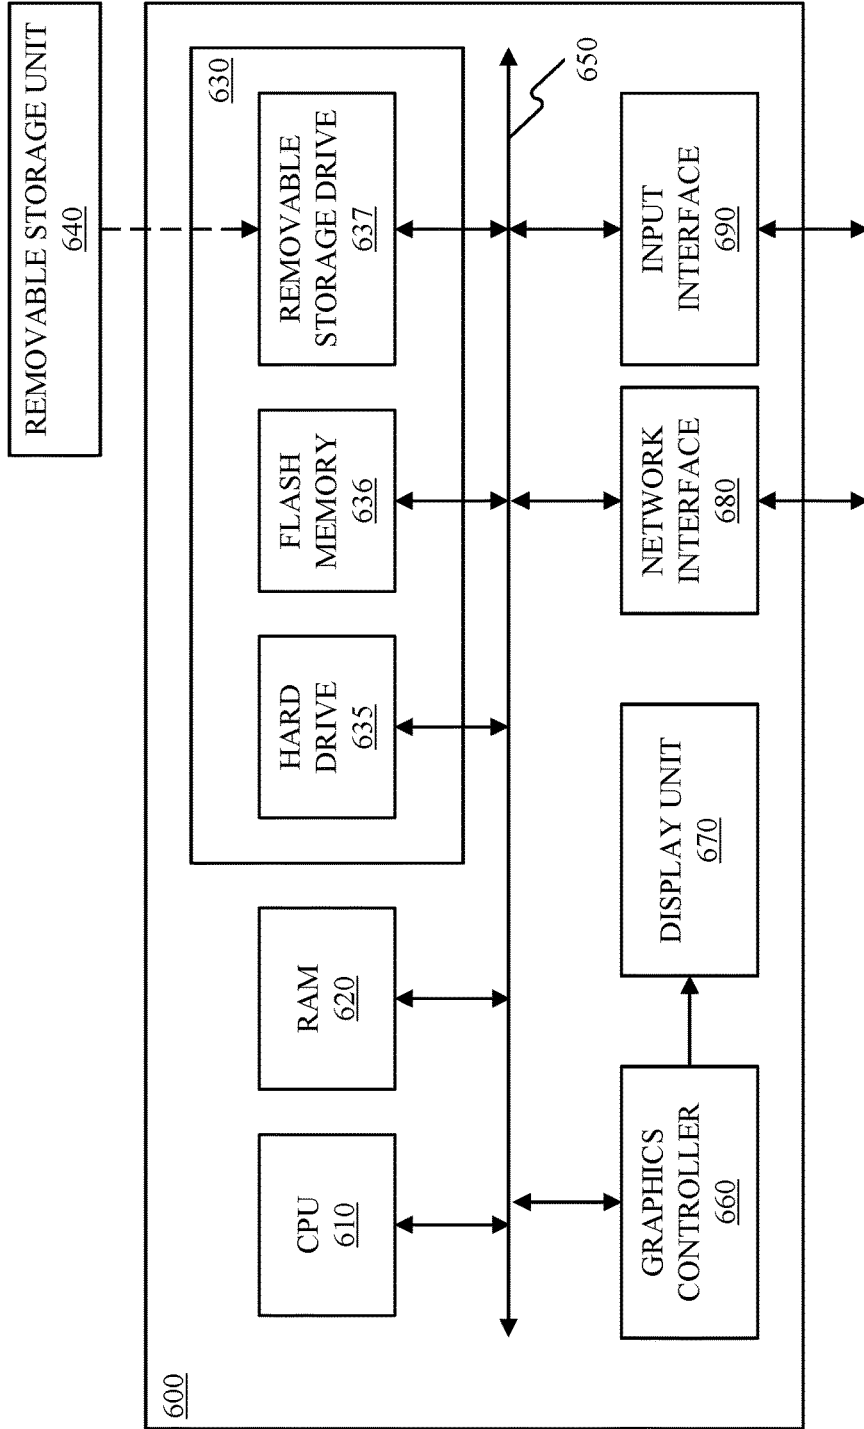 600
CPU
610
RAM
620
630
HARD
DRIVE
635
FLASH
MEMORY
636
REMOVABLE
STORAGE DRIVE
637
REMOVABLE STORAGE UNIT
640
650
GRAPHICS
CONTROLLER
660
DISPLAY UNIT
670
NETWORK
INTERFACE
680
INPUT
INTERFACE
690